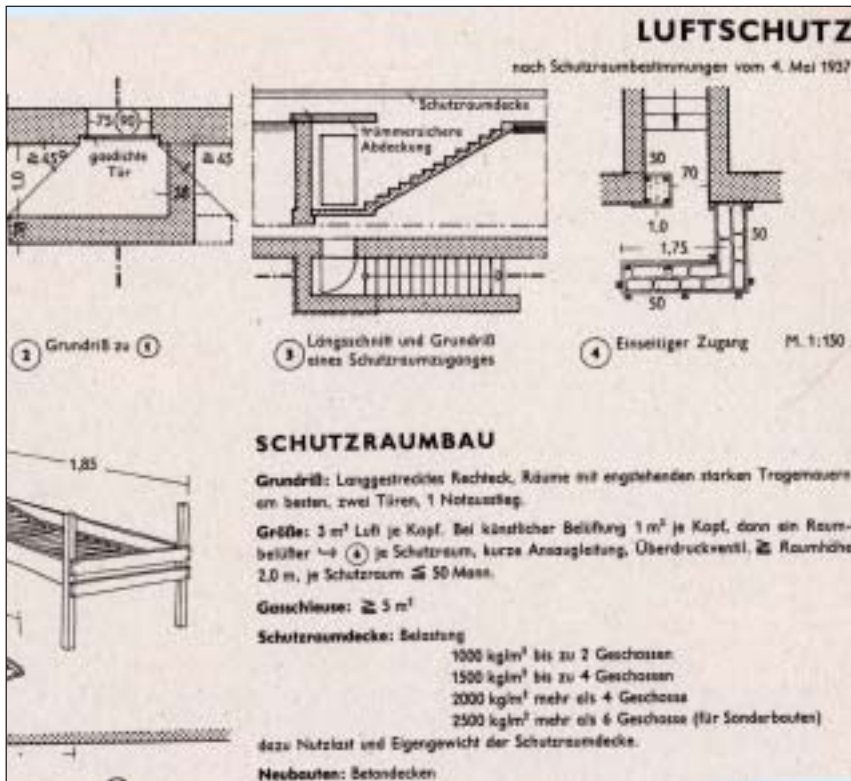 LUFTSCHUTZ
nach Schutzraumbestimmungen vom 4. Mai 1937
75 (90)
gasdichte
Tür
≧ 45°
≧ 45
1,0
38
Schutzraumdecke
trümmersichere
Abdeckung
30
70
1,0
1,75
50
50
2 Grundriß zu 1
3 Längsschnitt und Grundriß
eines Schutzraumzuganges
4 Einseitiger Zugang M. 1:150
1,85
SCHUTZRAUMBAU
Grundriß: Langgestrecktes Rechteck, Räume mit engstehenden starken Tragemauern
am besten, zwei Türen, 1 Notausstieg.
Größe: 3 m³ Luft je Kopf. Bei künstlicher Belüftung 1 m³ je Kopf, dann ein Raum-
belüfter ↪ 6 je Schutzraum, kurze Ansaugleitung, Überdruckventil. ≧ Raumhöhe
2,0 m, je Schutzraum ≦ 50 Mann.
Gasschleuse: ≧ 5 m²
Schutzraumdecke: Belastung
1000 kg/m² bis zu 2 Geschossen
1500 kg/m² bis zu 4 Geschossen
2000 kg/m² mehr als 4 Geschosse
2500 kg/m² mehr als 6 Geschosse (für Sonderbauten)
dazu Nutzlast und Eigengewicht der Schutzraumdecke.
Neubauten: Betondecken